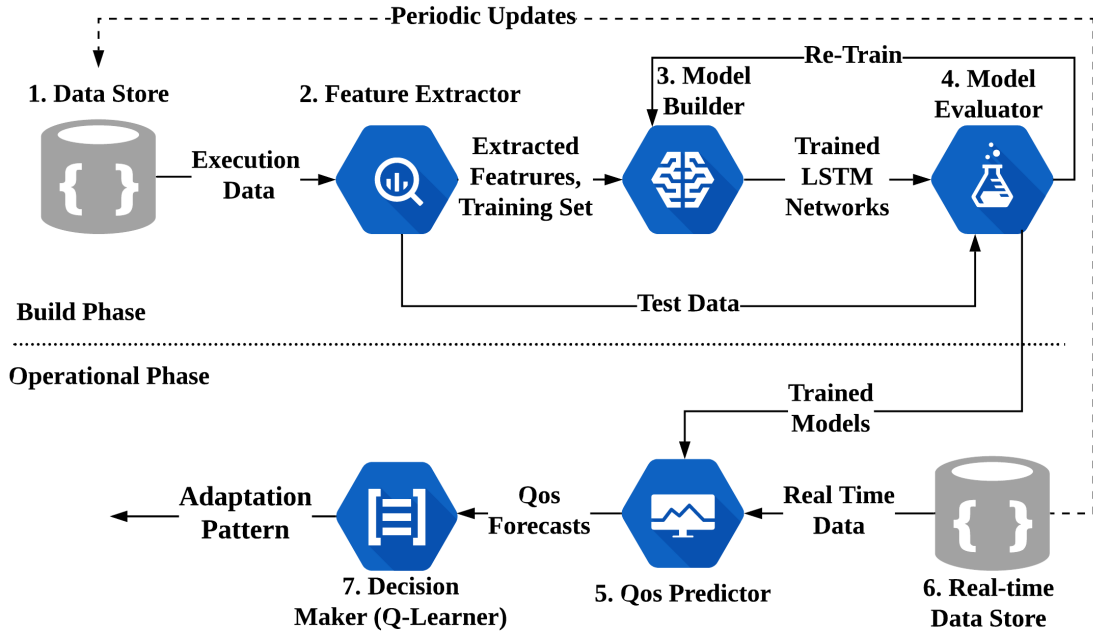 Periodic Updates
Re-Train
1. Data Store
2. Feature Extractor
3. Model
Builder
4. Model
Evaluator
Execution
Data
Extracted
Featrures,
Training Set
Trained
LSTM
Networks
Test Data
Build Phase
Operational Phase
Trained
Models
Adaptation
Pattern
Qos
Forecasts
Real Time
Data
7. Decision
Maker (Q-Learner)
5. Qos Predictor
6. Real-time
Data Store